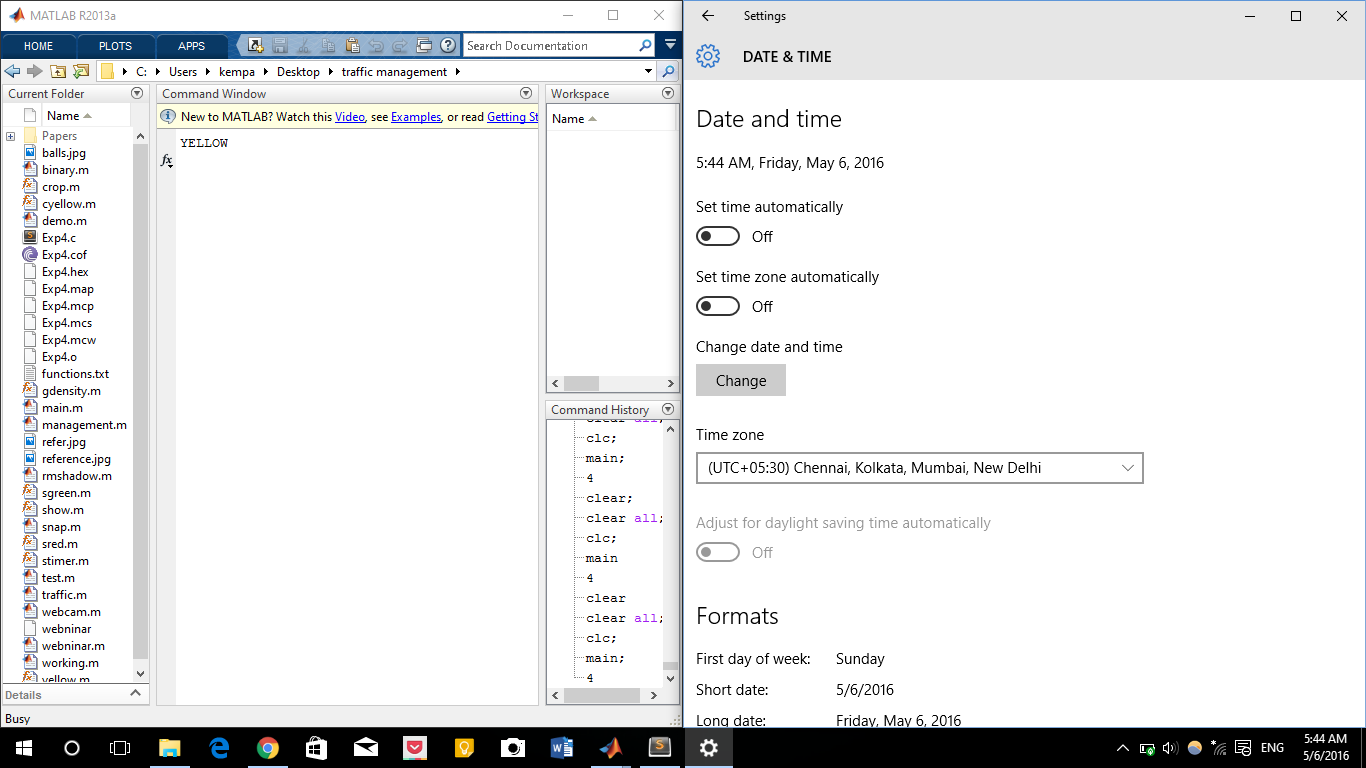 MATLAB R2013a
HOME PLOTS APPS
Search Documentation
C: Users kempa Desktop traffic management
Current Folder
Name
Papers
balls.jpg
binary.m
crop.m
cyellow.m
demo.m
Exp4.c
Exp4.cof
Exp4.hex
Exp4.map
Exp4.mcp
Exp4.mcs
Exp4.mcw
Exp4.o
functions.txt
gdensity.m
main.m
management.m
refer.jpg
reference.jpg
rmshadow.m
sgreen.m
show.m
snap.m
sred.m
stimer.m
test.m
traffic.m
webcam.m
webninar
webninar.m
working.m
yellow.m
Details
Busy
Command Window
New to MATLAB? Watch this Video, see Examples, or read Getting St
YELLOW
fx
Workspace
Name
Command History
clear all;
clc;
main;
4
clear;
clear all;
clc;
main
4
clear
clear all;
clc;
main;
4
Settings
DATE & TIME
Date and time
5:44 AM, Friday, May 6, 2016
Set time automatically
Off
Set time zone automatically
Off
Change date and time
Change
Time zone
(UTC+05:30) Chennai, Kolkata, Mumbai, New Delhi
Adjust for daylight saving time automatically
Off
Formats
First day of week: Sunday
Short date: 5/6/2016
Long date: Friday, May 6, 2016
ENG
5:44 AM
5/6/2016